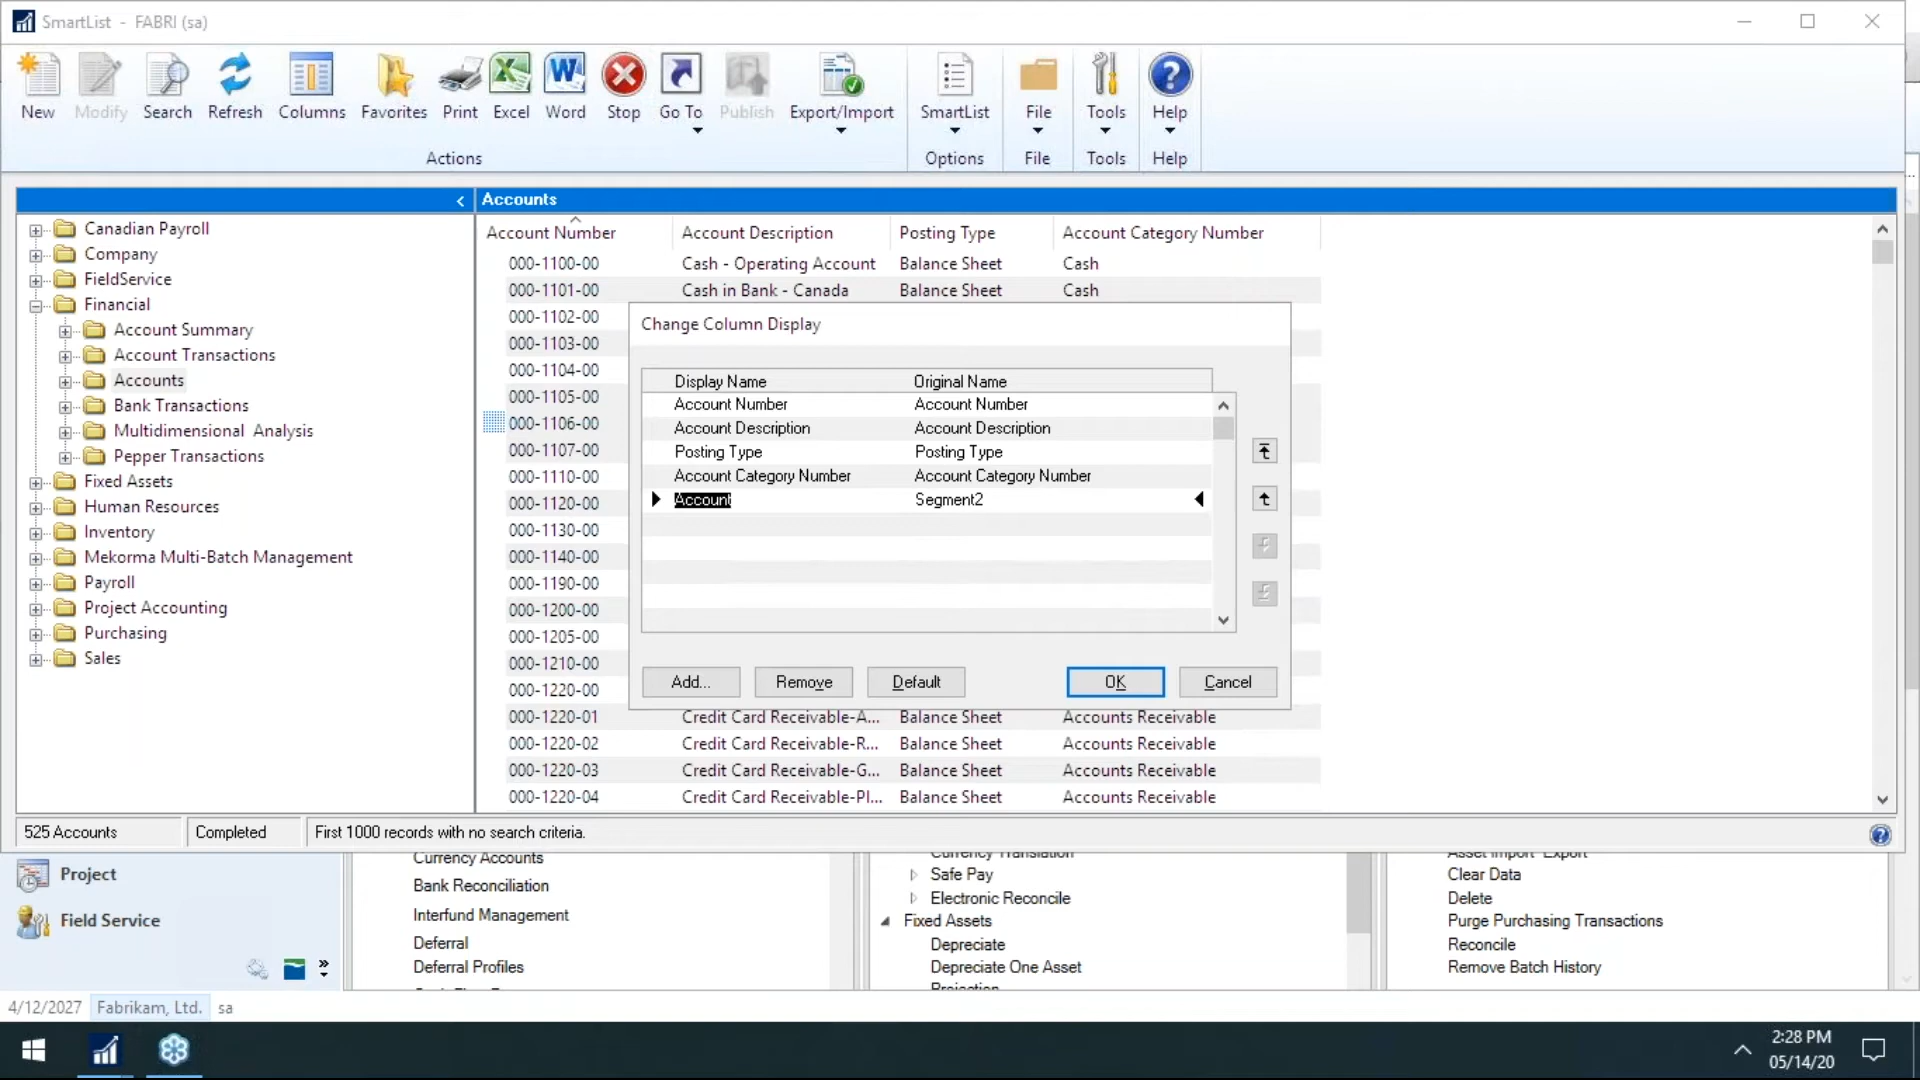 SmartList - FABRI (sa)
New
Modify
Search
Refresh
Columns
Favorites
Print
Excel
Word
Stop
Go To
Publish
Export/Import
SmartList
File
Tools
Help
Actions
Options
File
Tools
Help
Accounts
Canadian Payroll
Company
FieldService
Financial
Account Summary
Account Transactions
Accounts
Bank Transactions
Multidimensional Analysis
Pepper Transactions
Fixed Assets
Human Resources
Inventory
Mekorma Multi-Batch Management
Payroll
Project Accounting
Purchasing
Sales
Account Number Account Description Posting Type Account Category Number
000-1100-00 Cash - Operating Account Balance Sheet Cash
000-1101-00 Cash in Bank - Canada Balance Sheet Cash
000-1102-00
000-1103-00
000-1104-00
000-1105-00
000-1106-00
000-1107-00
000-1110-00
000-1120-00
000-1130-00
000-1140-00
000-1190-00
000-1200-00
000-1205-00
000-1210-00
000-1220-00
000-1220-01 Credit Card Receivable-A... Balance Sheet Accounts Receivable
000-1220-02 Credit Card Receivable-R... Balance Sheet Accounts Receivable
000-1220-03 Credit Card Receivable-G... Balance Sheet Accounts Receivable
000-1220-04 Credit Card Receivable-Pl... Balance Sheet Accounts Receivable
Change Column Display
Display Name Original Name
Account Number Account Number
Account Description Account Description
Posting Type Posting Type
Account Category Number Account Category Number
Account Segment2
Add... Remove Default OK Cancel
525 Accounts Completed First 1000 records with no search criteria.
Project
Field Service
Currency Accounts
Bank Reconciliation
Interfund Management
Deferral
Deferral Profiles
Currency Translation
Safe Pay
Electronic Reconcile
Fixed Assets
Depreciate
Depreciate One Asset
Projection
Asset Import Export
Clear Data
Delete
Purge Purchasing Transactions
Reconcile
Remove Batch History
4/12/2027 Fabrikam, Ltd. sa
2:28 PM
05/14/20